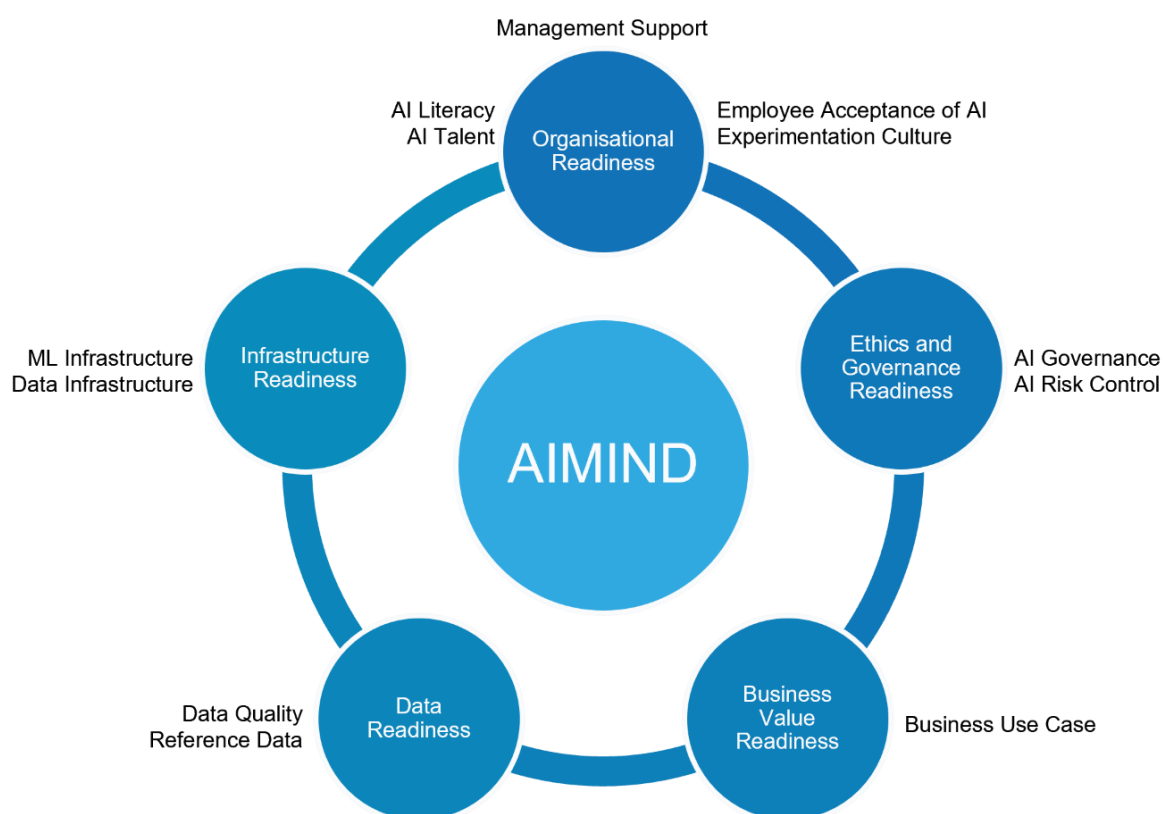 Management Support
AI Literacy
AI Talent
Organisational
Readiness
Employee Acceptance of AI
Experimentation Culture
ML Infrastructure
Data Infrastructure
Infrastructure
Readiness
Ethics and
Governance
Readiness
AI Governance
AI Risk Control
AIMIND
Data Quality
Reference Data
Data
Readiness
Business
Value
Readiness
Business Use Case